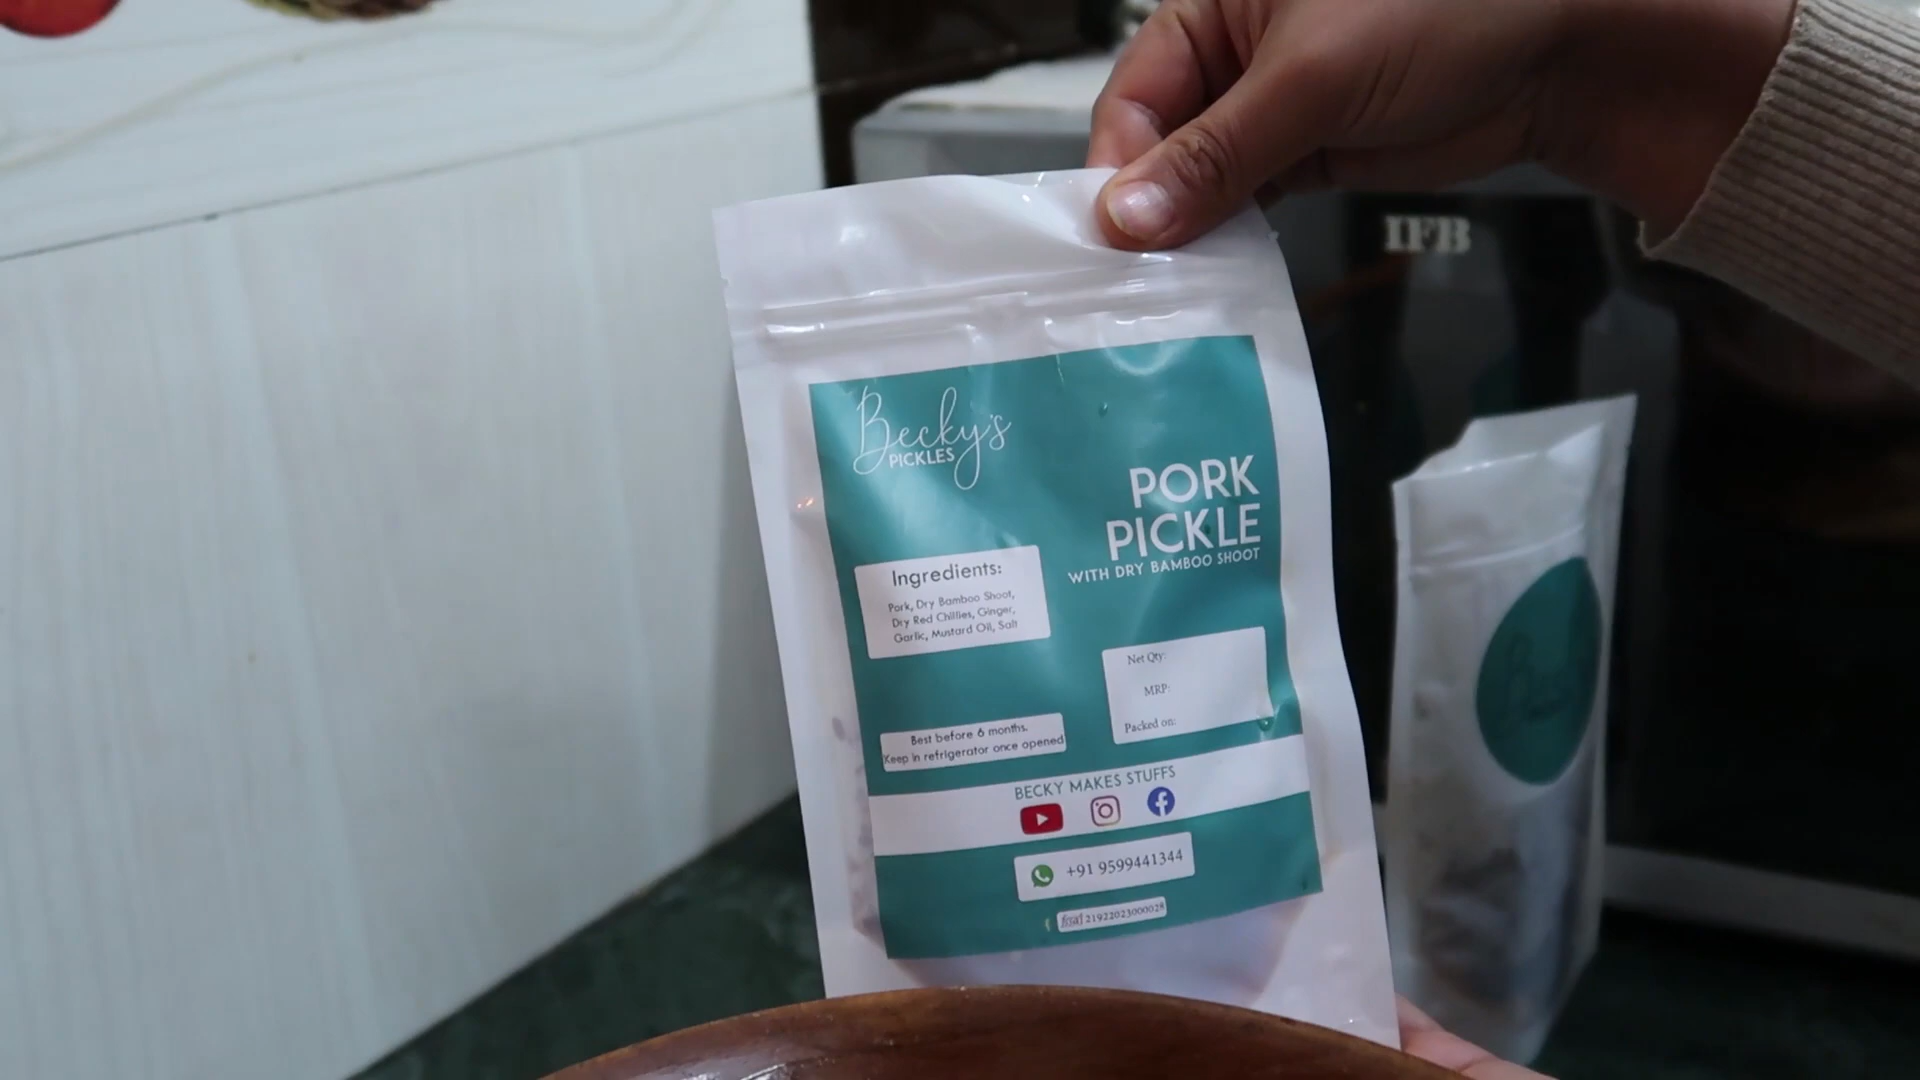 IFB
Becky's
PICKLES
PORK
PICKLE
WITH DRY BAMBOO SHOOT
Ingredients:
Pork, Dry Bamboo Shoot,
Dry Red Chillies, Ginger,
Garlic, Mustard Oil, Salt
Net Qty:
MRP:
Packed on:
Best before 6 months.
Keep in refrigerator once opened
BECKY MAKES STUFFS
+91 9599441344
fssai 21922023000028